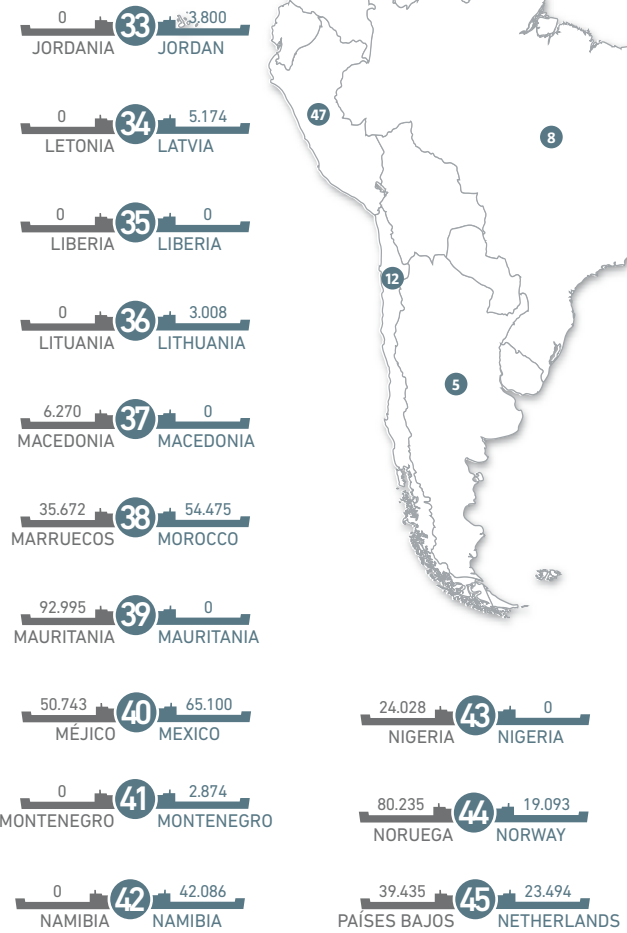 0 33 3.800
JORDANIA JORDAN
0 34 5.174
LETONIA LATVIA
0 35 0
LIBERIA LIBERIA
0 36 3.008
LITUANIA LITHUANIA
6.270 37 0
MACEDONIA MACEDONIA
35.672 38 54.475
MARRUECOS MOROCCO
92.995 39 0
MAURITANIA MAURITANIA
50.743 40 65.100
MÉJICO MEXICO
0 41 2.874
MONTENEGRO MONTENEGRO
0 42 42.086
NAMIBIA NAMIBIA
47
8
12
5
24.028 43 0
NIGERIA NIGERIA
80.235 44 19.093
NORUEGA NORWAY
39.435 45 23.494
PAÍSES BAJOS NETHERLANDS